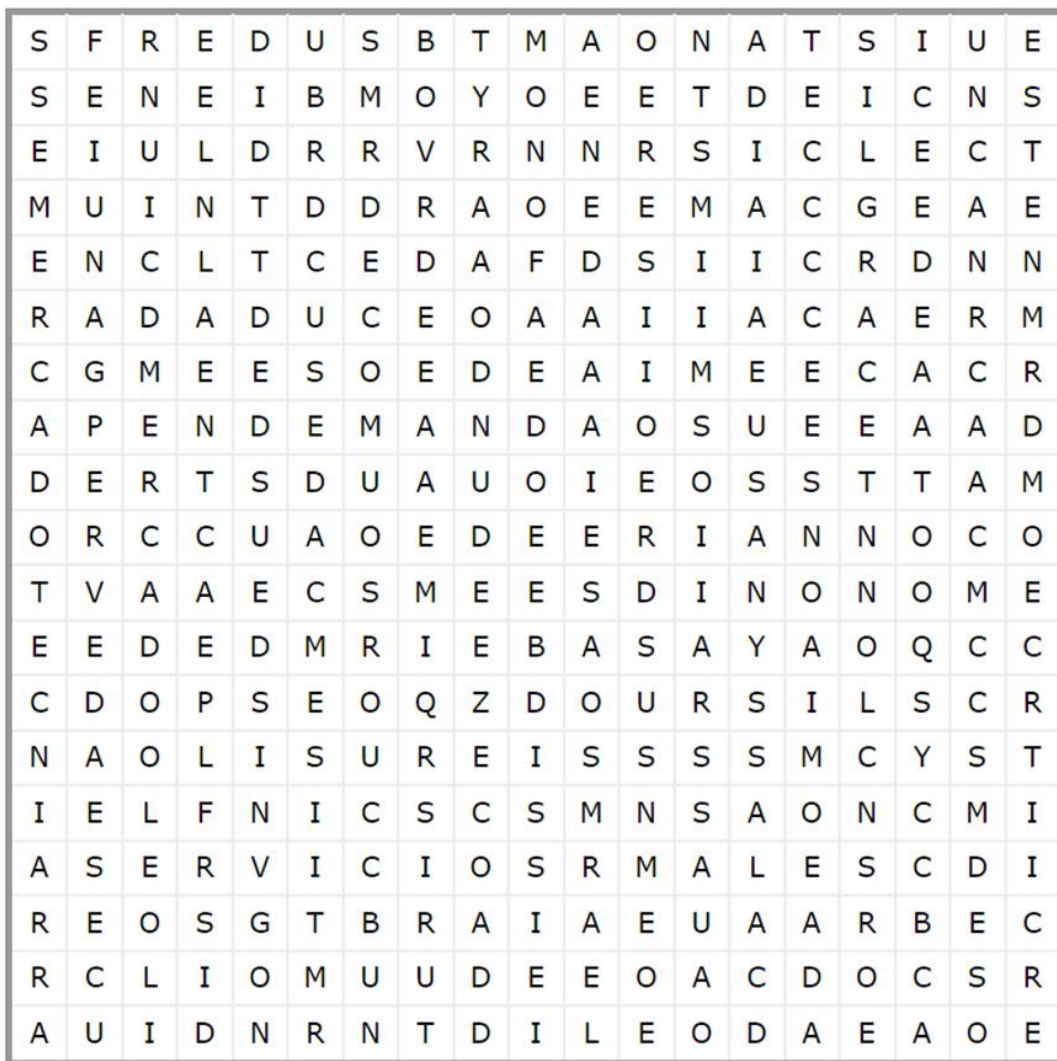 S F R E D U S B T M A O N A T S I U E
S E N E I B M O Y O E E T D E I C N S
E I U L D R R V R N N R S I C L E C T
M U I N T D D R A O E E M A C G E A E
E N C L T C E D A F D S I I C R D N N
R A D A D U C E O A A I I A C A E R M
C G M E E S O E D E A I M E E C A C R
A P E N D E M A N D A O S U E E A A D
D E R T S D U A U O I E O S S T T A M
O R C C U A O E D E E R I A N N O C O
T V A A E C S M E E S D I N O N O M E
E E D E D M R I E B A S A Y A O Q C C
C D O P S E O Q Z D O U R S I L S C R
N A O L I S U R E I S S S S M C Y S T
I E L F N I C S C S M N S A O N C M I
A S E R V I C I O S R M A L E S C D I
R E O S G T B R A I A E U A A R B E C
R C L I O M U U D E E O A C D O C S R
A U I D N R N T D I L E O D A E A O E